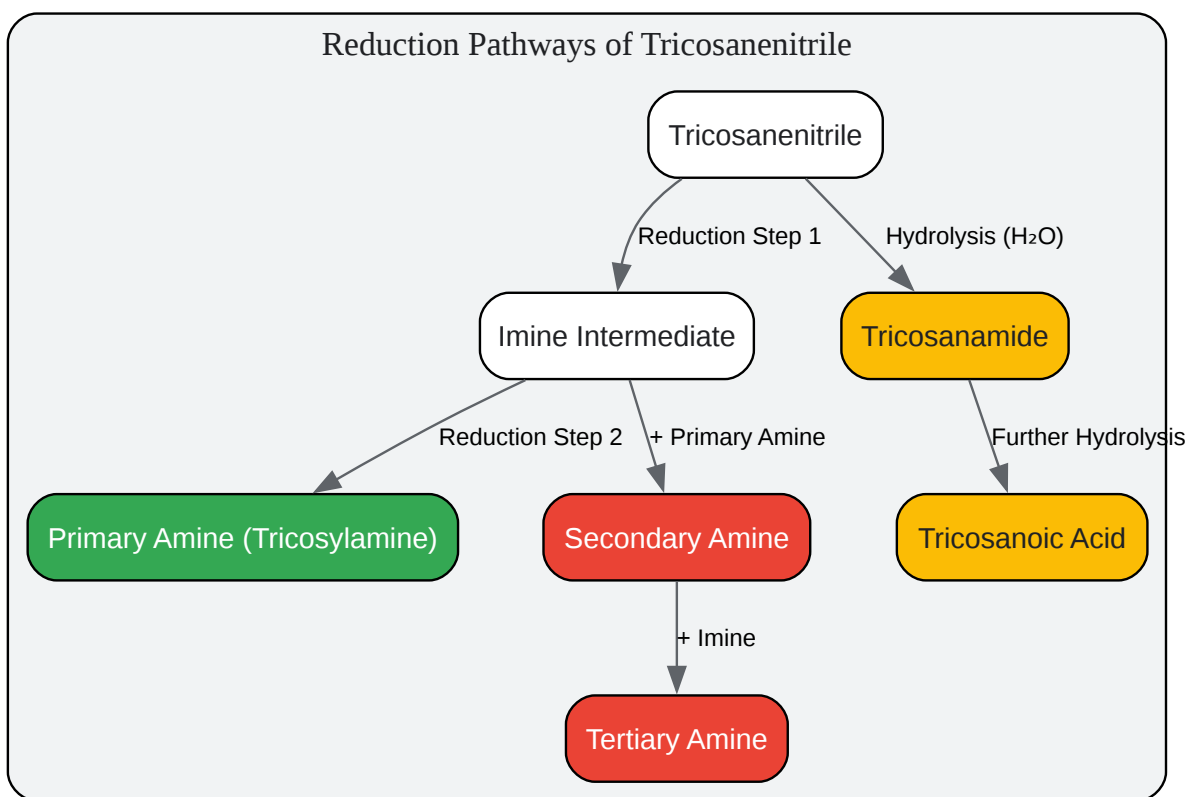 Reduction Pathways of Tricosanenitrile
Tricosanenitrile
Reduction Step 1
Hydrolysis (H₂O)
Imine Intermediate
Tricosanamide
Reduction Step 2
+ Primary Amine
Further Hydrolysis
Primary Amine (Tricosylamine)
Secondary Amine
Tricosanoic Acid
+ Imine
Tertiary Amine